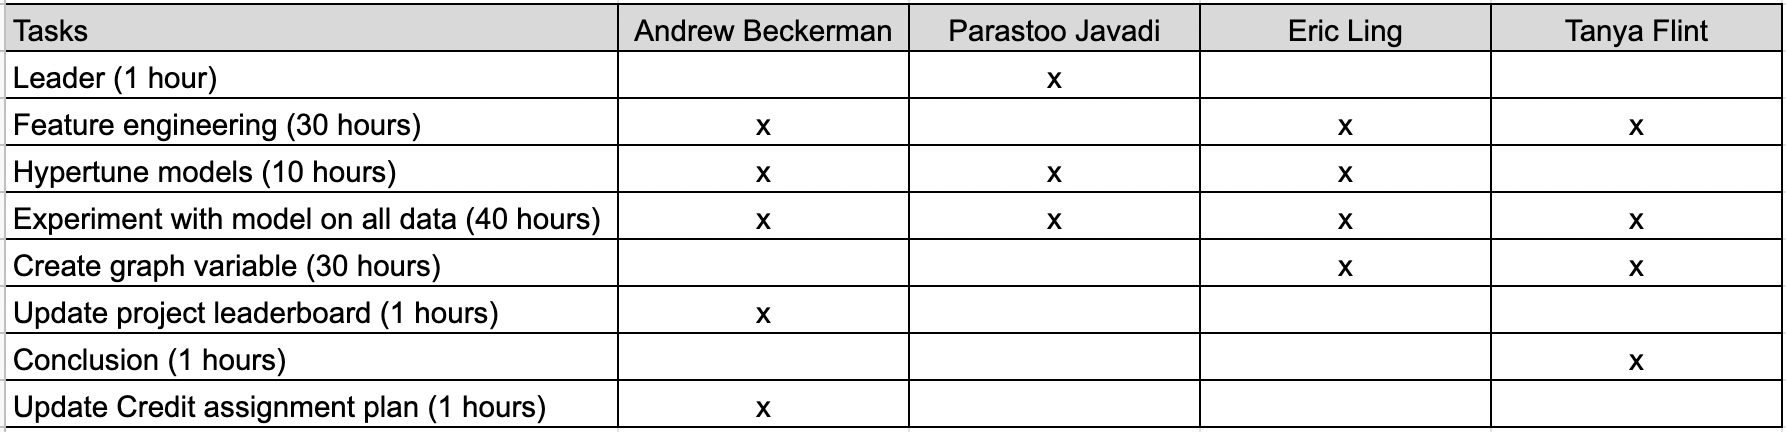 Tasks Andrew Beckerman Parastoo Javadi Eric Ling Tanya Flint
Leader (1 hour) x
Feature engineering (30 hours) x x x
Hypertune models (10 hours) x x x
Experiment with model on all data (40 hours) x x x x
Create graph variable (30 hours) x x
Update project leaderboard (1 hours) x
Conclusion (1 hours) x
Update Credit assignment plan (1 hours) x